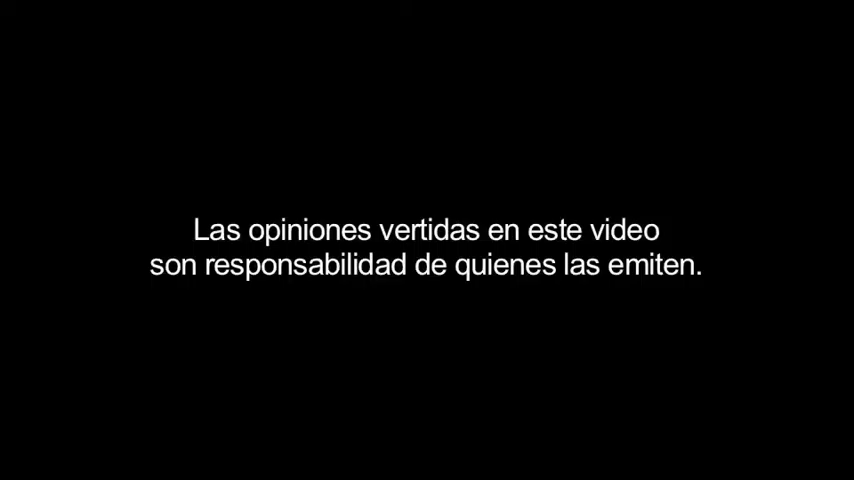 Las opiniones vertidas en este video
son responsabilidad de quienes las emiten.